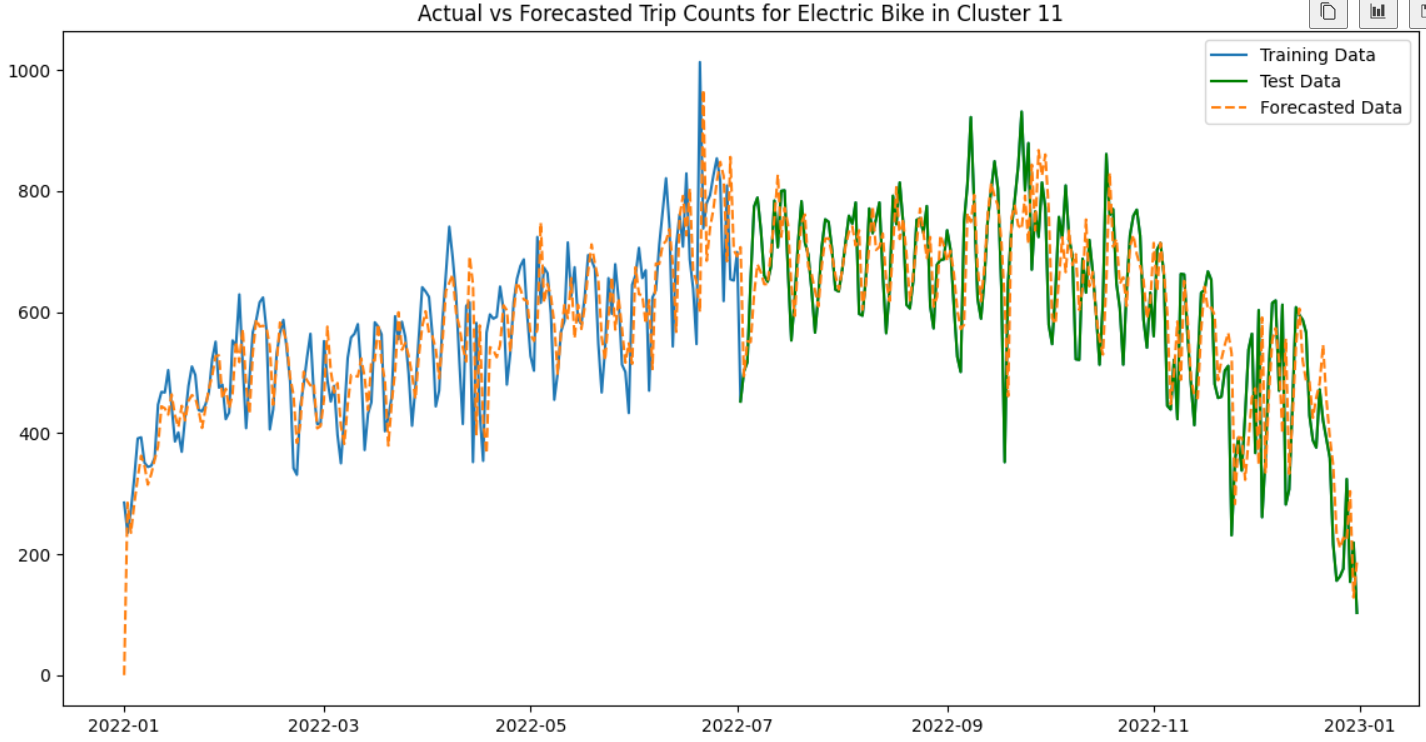 Actual vs Forecasted Trip Counts for Electric Bike in Cluster 11
Training Data
Test Data
Forecasted Data
1000
800
600
400
200
0
2022-01 2022-03 2022-05 2022-07 2022-09 2022-11 2023-01